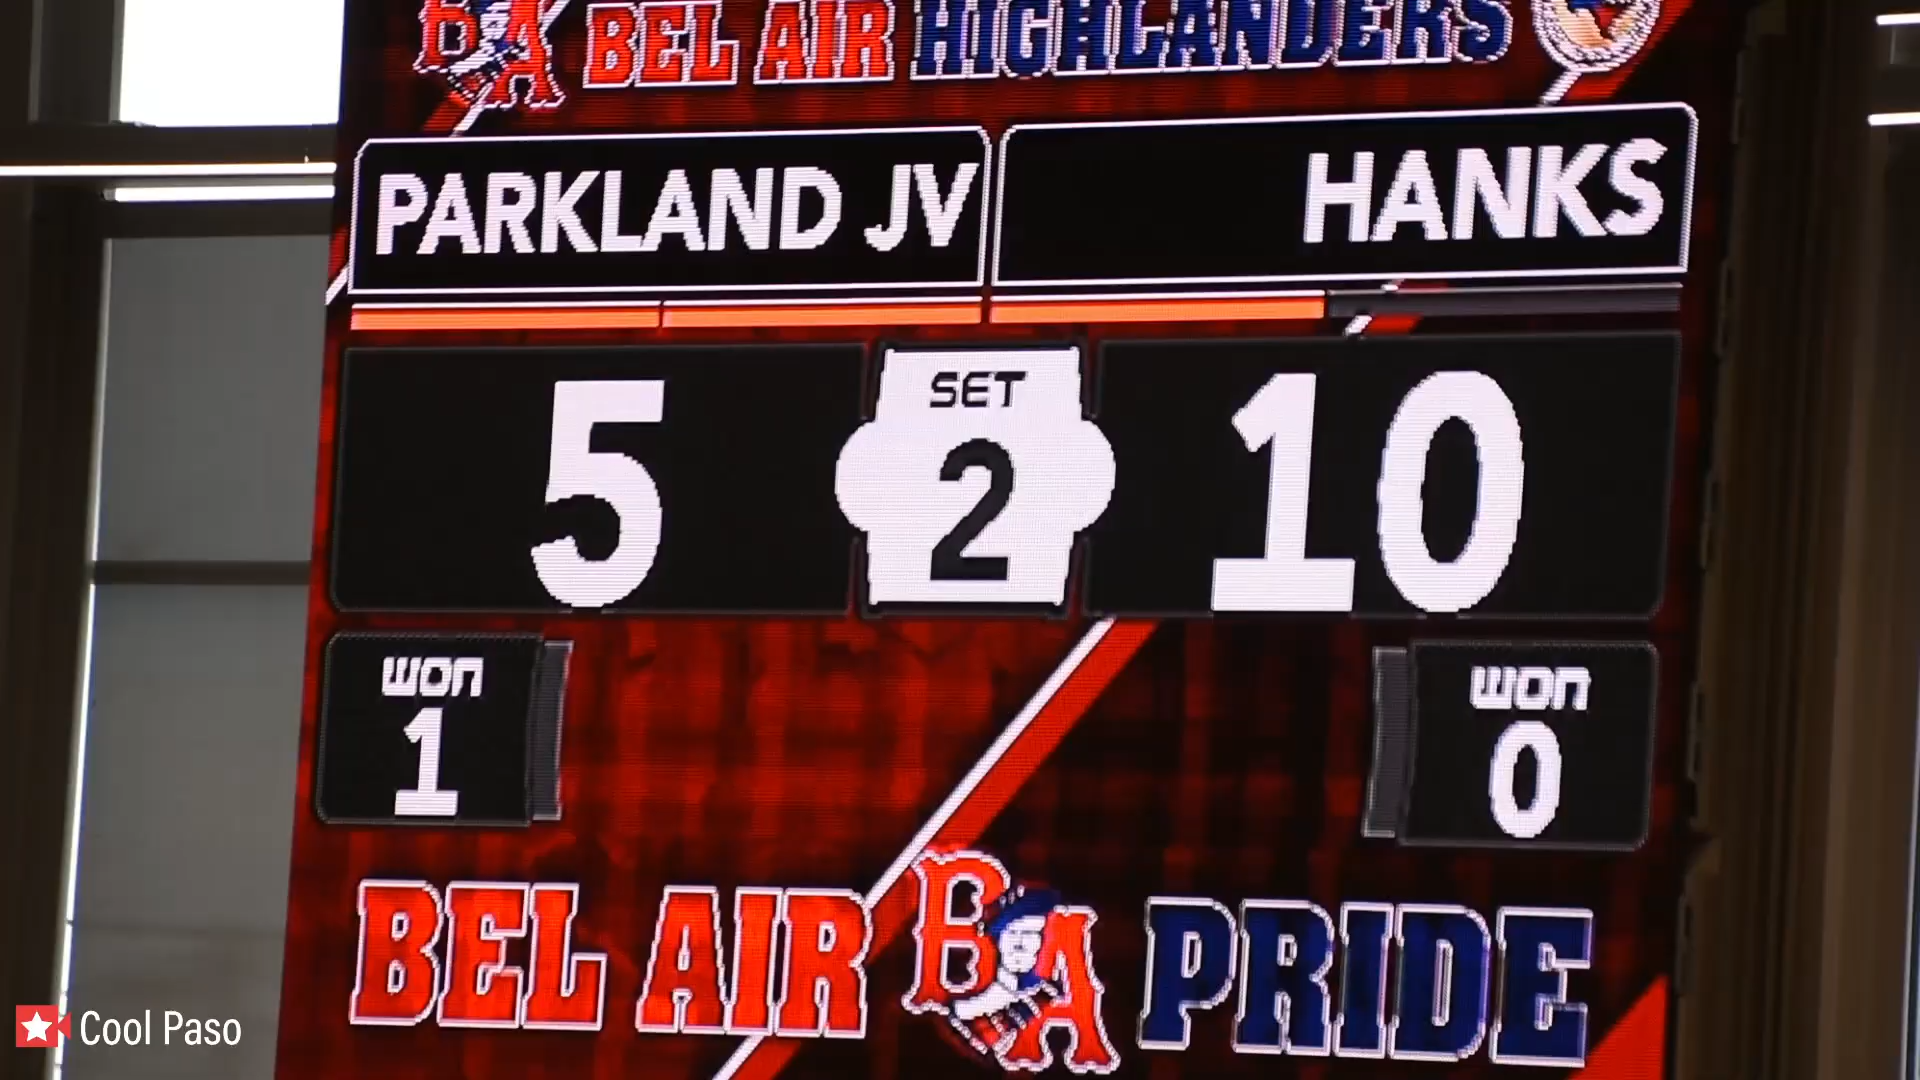 BA BEL AIR HIGHLANDERS
PARKLAND JV HANKS
5 SET 2 10
WON WON
1 0
BEL AIR BA PRIDE
Cool Paso